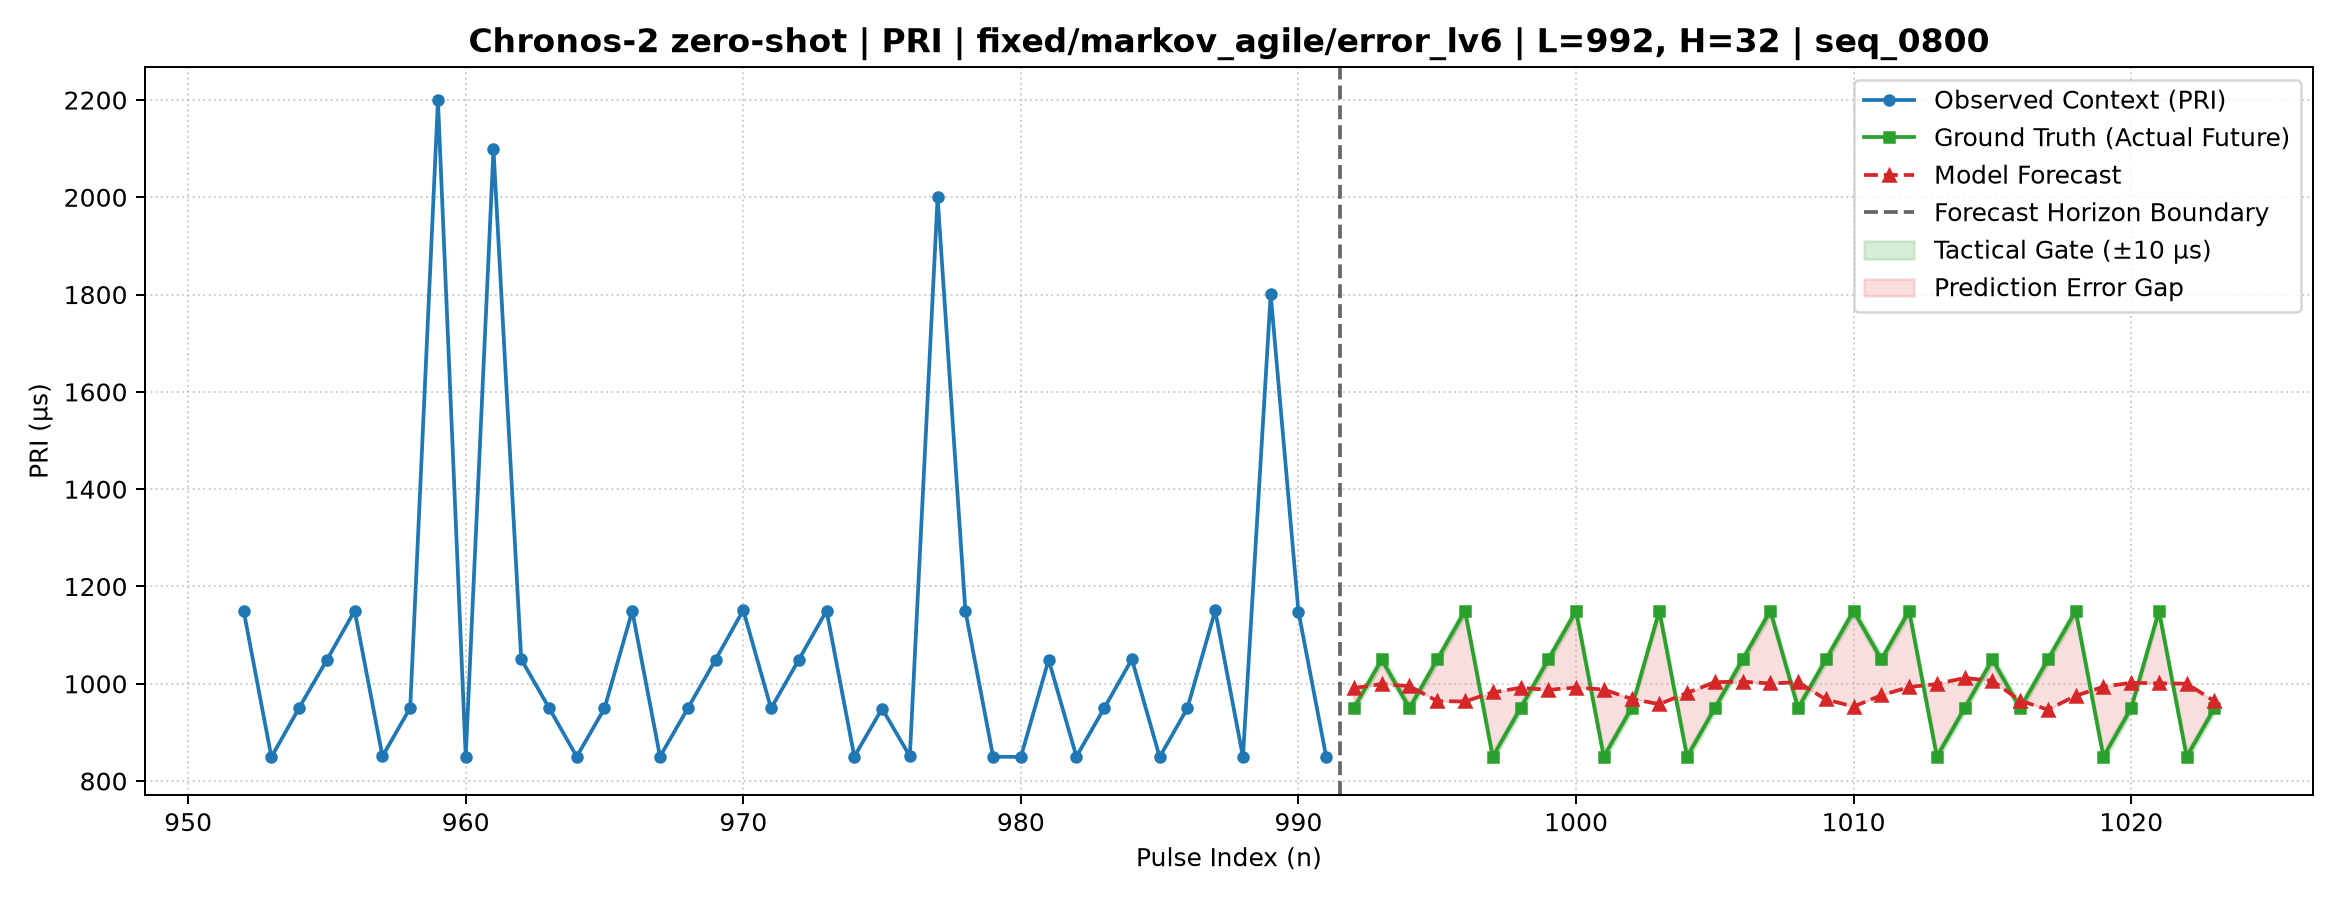 Chronos-2 zero-shot | PRI | fixed/markov_agile/error_lv6 | L=992, H=32 | seq_0800
PRI (µs)
2200
2000
1800
1600
1400
1200
1000
800
Observed Context (PRI)
Ground Truth (Actual Future)
Model Forecast
Forecast Horizon Boundary
Tactical Gate (±10 µs)
Prediction Error Gap
950 960 970 980 990 1000 1010 1020
Pulse Index (n)